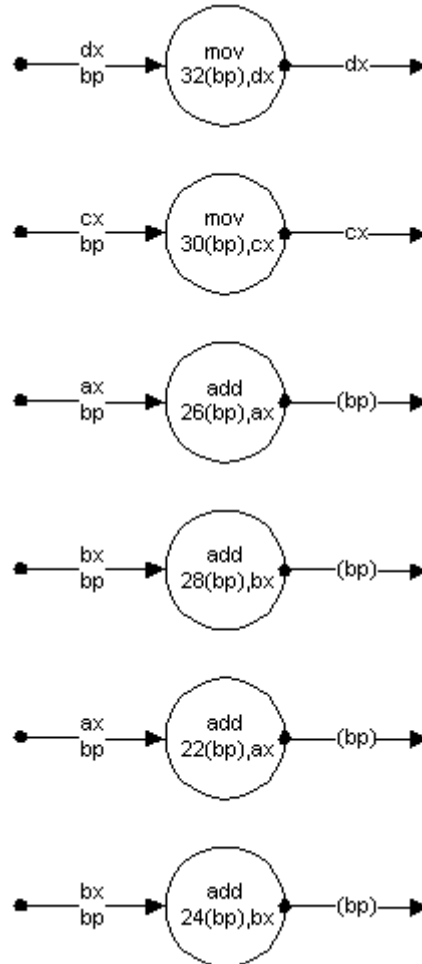 dx
bp
mov
32(bp),dx
dx
cx
bp
mov
30(bp),cx
cx
ax
bp
add
26(bp),ax
(bp)
bx
bp
add
28(bp),bx
(bp)
ax
bp
add
22(bp),ax
(bp)
bx
bp
add
24(bp),bx
(bp)